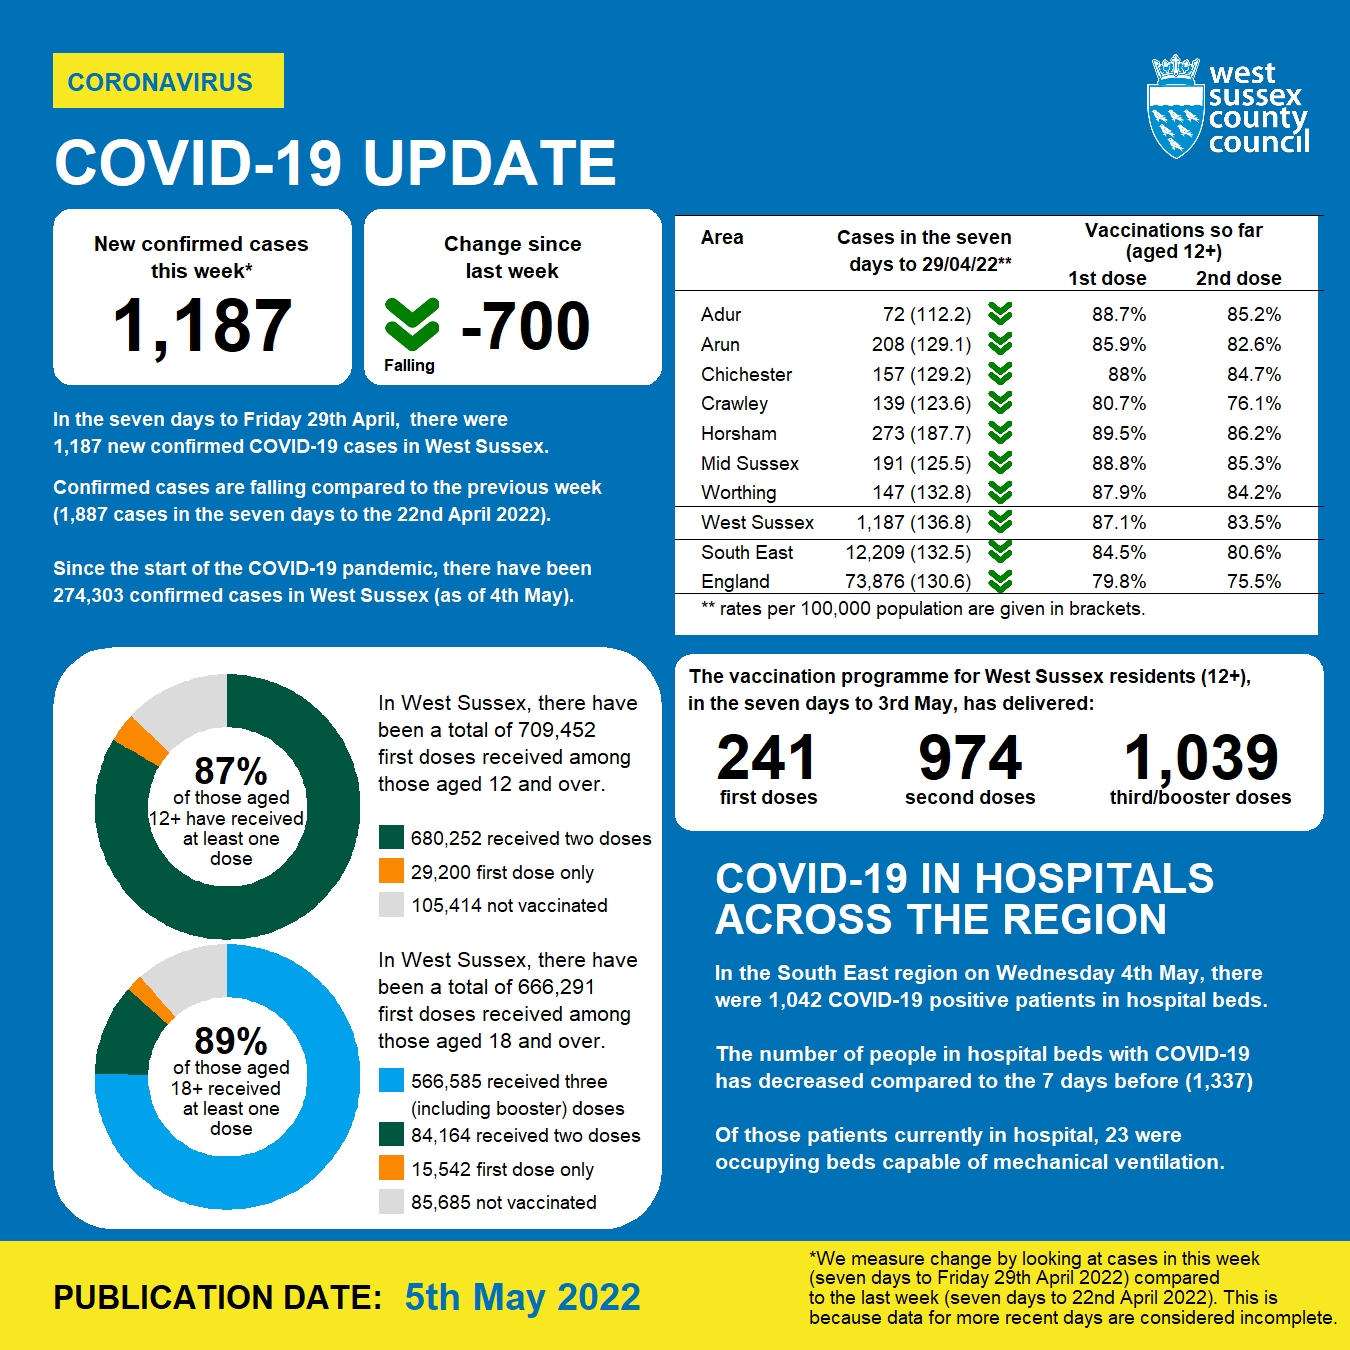 CORONAVIRUS
west
sussex
county
council
COVID-19 UPDATE
New confirmed cases
this week*
1,187
Change since
last week
-700
Falling
In the seven days to Friday 29th April, there were
1,187 new confirmed COVID-19 cases in West Sussex.
Confirmed cases are falling compared to the previous week
(1,887 cases in the seven days to the 22nd April 2022).
Since the start of the COVID-19 pandemic, there have been
274,303 confirmed cases in West Sussex (as of 4th May).
Area Cases in the seven Vaccinations so far
days to 29/04/22** (aged 12+)
1st dose 2nd dose
Adur 72 (112.2) 88.7% 85.2%
Arun 208 (129.1) 85.9% 82.6%
Chichester 157 (129.2) 88% 84.7%
Crawley 139 (123.6) 80.7% 76.1%
Horsham 273 (187.7) 89.5% 86.2%
Mid Sussex 191 (125.5) 88.8% 85.3%
Worthing 147 (132.8) 87.9% 84.2%
West Sussex 1,187 (136.8) 87.1% 83.5%
South East 12,209 (132.5) 84.5% 80.6%
England 73,876 (130.6) 79.8% 75.5%
** rates per 100,000 population are given in brackets.
87%
of those aged
12+ have received
at least one
dose
In West Sussex, there have
been a total of 709,452
first doses received among
those aged 12 and over.
680,252 received two doses
29,200 first dose only
105,414 not vaccinated
89%
of those aged
18+ received
at least one
dose
In West Sussex, there have
been a total of 666,291
first doses received among
those aged 18 and over.
566,585 received three
(including booster) doses
84,164 received two doses
15,542 first dose only
85,685 not vaccinated
The vaccination programme for West Sussex residents (12+),
in the seven days to 3rd May, has delivered:
241 974 1,039
first doses second doses third/booster doses
COVID-19 IN HOSPITALS
ACROSS THE REGION
In the South East region on Wednesday 4th May, there
were 1,042 COVID-19 positive patients in hospital beds.
The number of people in hospital beds with COVID-19
has decreased compared to the 7 days before (1,337)
Of those patients currently in hospital, 23 were
occupying beds capable of mechanical ventilation.
PUBLICATION DATE: 5th May 2022
*We measure change by looking at cases in this week
(seven days to Friday 29th April 2022) compared
to the last week (seven days to 22nd April 2022). This is
because data for more recent days are considered incomplete.